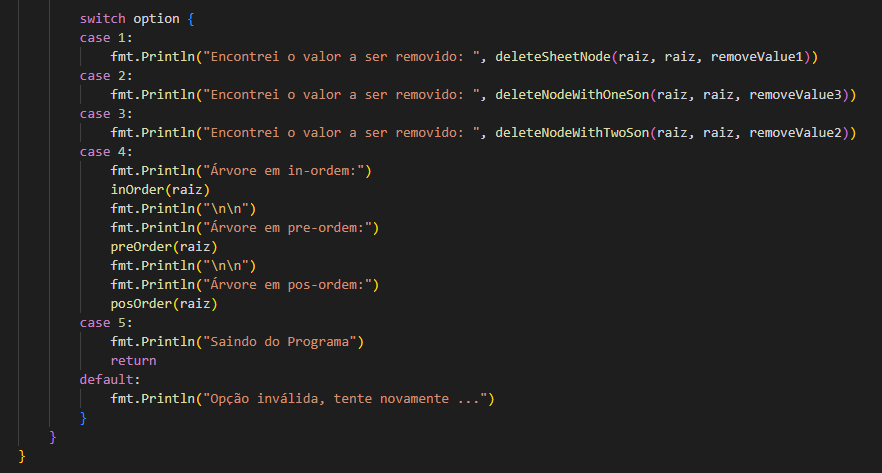 switch option {
case 1:
fmt.Println("Encontrei o valor a ser removido: ", deleteSheetNode(raiz, raiz, removeValue1))
case 2:
fmt.Println("Encontrei o valor a ser removido: ", deleteNodeWithOneSon(raiz, raiz, removeValue3))
case 3:
fmt.Println("Encontrei o valor a ser removido: ", deleteNodeWithTwoSon(raiz, raiz, removeValue2))
case 4:
fmt.Println("Árvore em in-ordem:")
inOrder(raiz)
fmt.Println("\n\n")
fmt.Println("Árvore em pre-ordem:")
preOrder(raiz)
fmt.Println("\n\n")
fmt.Println("Árvore em pos-ordem:")
posOrder(raiz)
case 5:
fmt.Println("Saindo do Programa")
return
default:
fmt.Println("Opção inválida, tente novamente ...")
}
}
}